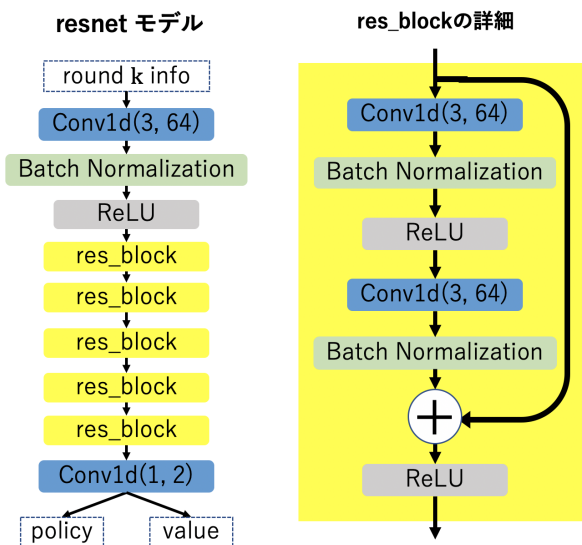 resnet モデル
round k info
Conv1d(3, 64)
Batch Normalization
ReLU
res_block
res_block
res_block
res_block
res_block
Conv1d(1, 2)
policy
value
res_blockの詳細
Conv1d(3, 64)
Batch Normalization
ReLU
Conv1d(3, 64)
Batch Normalization
+
ReLU